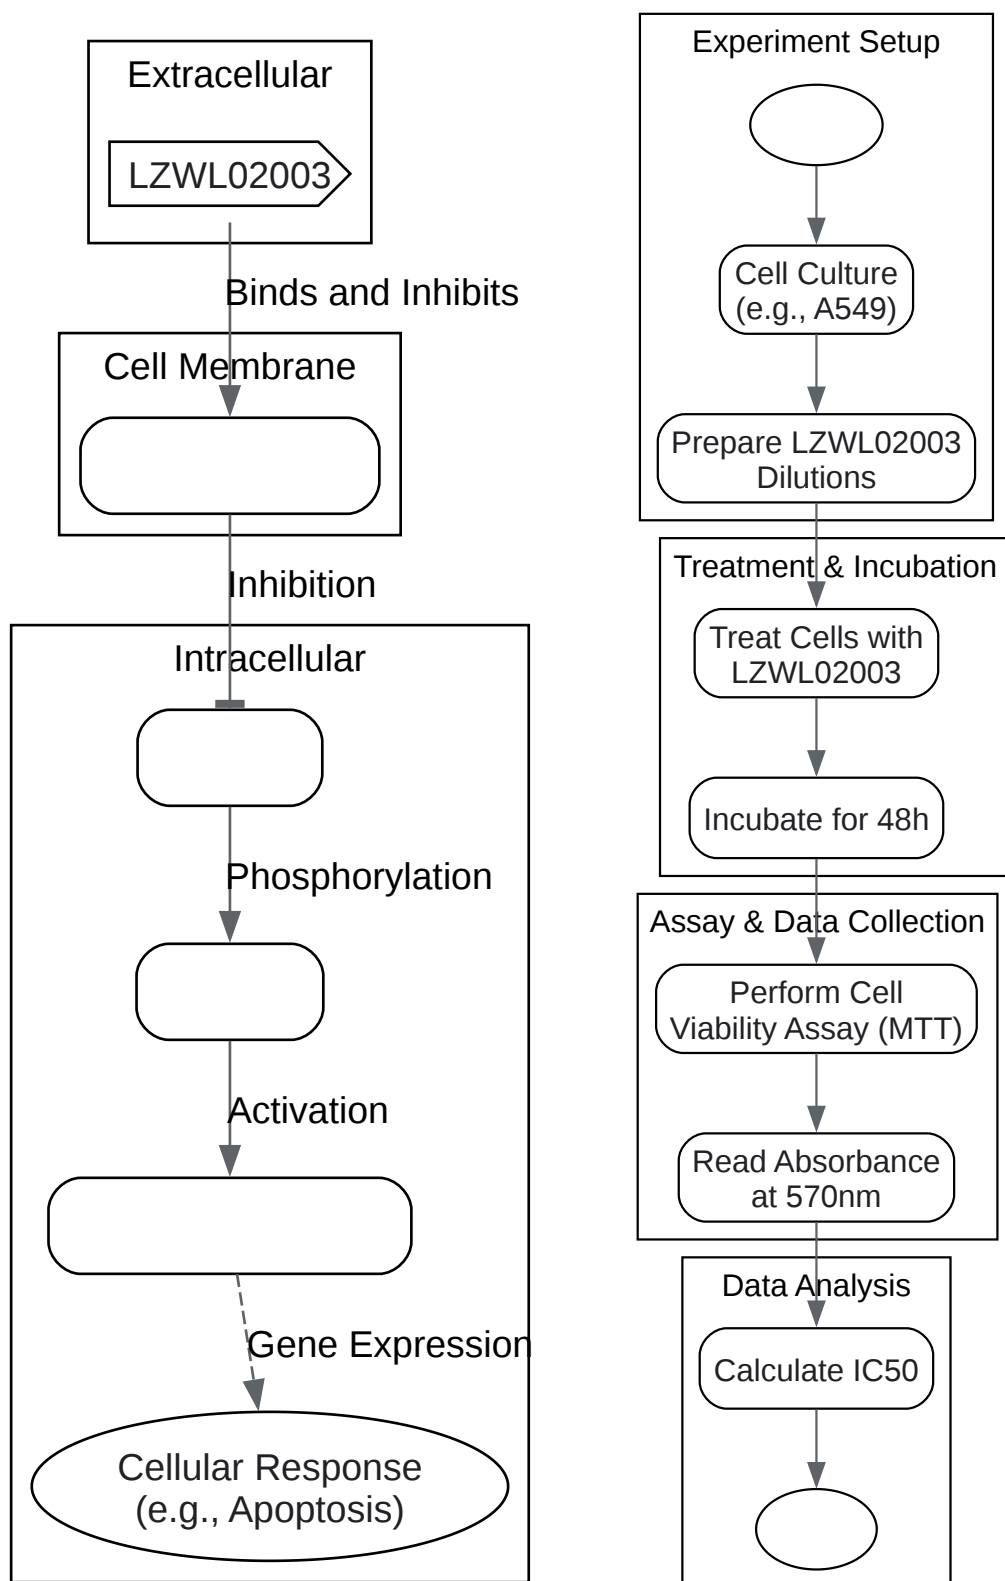 Extracellular
LZWL02003
Binds and Inhibits
Cell Membrane
Inhibition
Intracellular
Phosphorylation
Activation
Gene Expression
Cellular Response
(e.g., Apoptosis)
Experiment Setup
Cell Culture
(e.g., A549)
Prepare LZWL02003
Dilutions
Treatment & Incubation
Treat Cells with
LZWL02003
Incubate for 48h
Assay & Data Collection
Perform Cell
Viability Assay (MTT)
Read Absorbance
at 570nm
Data Analysis
Calculate IC50